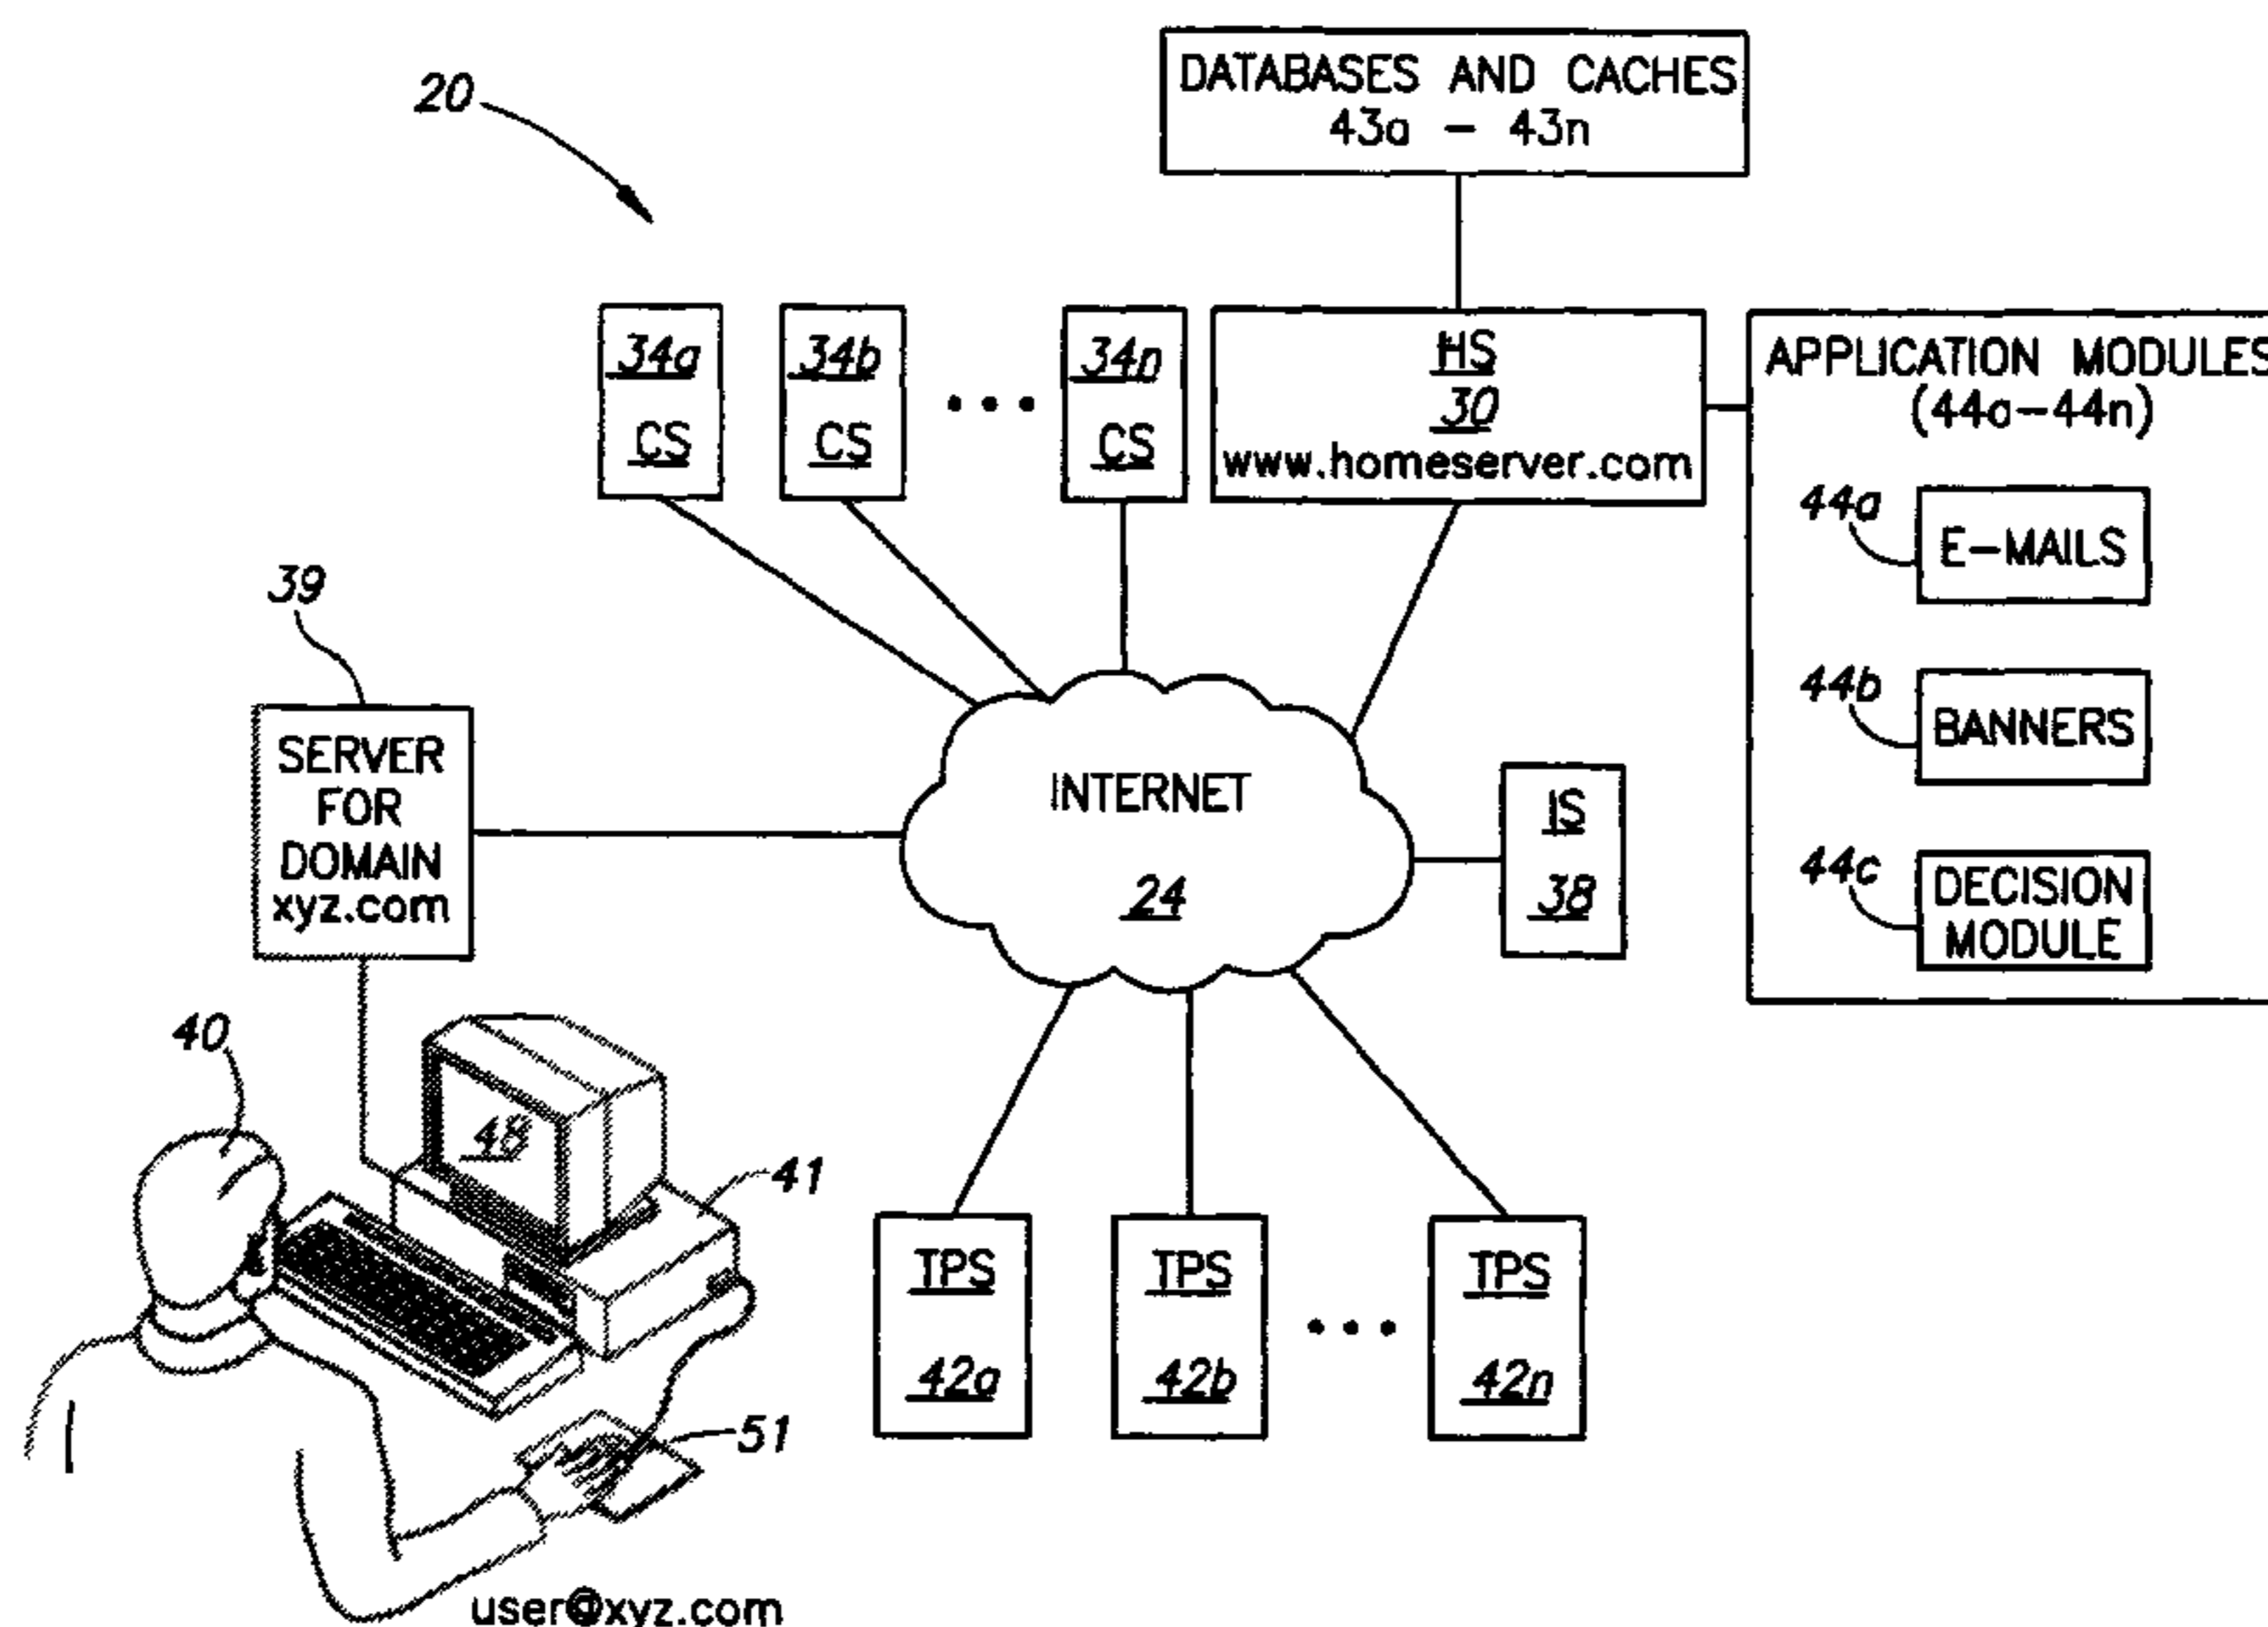 20
DATABASES AND CACHES
43a - 43n
34a
CS
34b
CS
34n
CS
HS
30
www.homeserver.com
APPLICATION MODULES
(44a-44n)
44a
E-MAILS
44b
BANNERS
44c
DECISION
MODULE
39
SERVER
FOR
DOMAIN
xyz.com
INTERNET
24
IS
38
40
48
41
51
TPS
42a
TPS
42b
TPS
42n
user@xyz.com